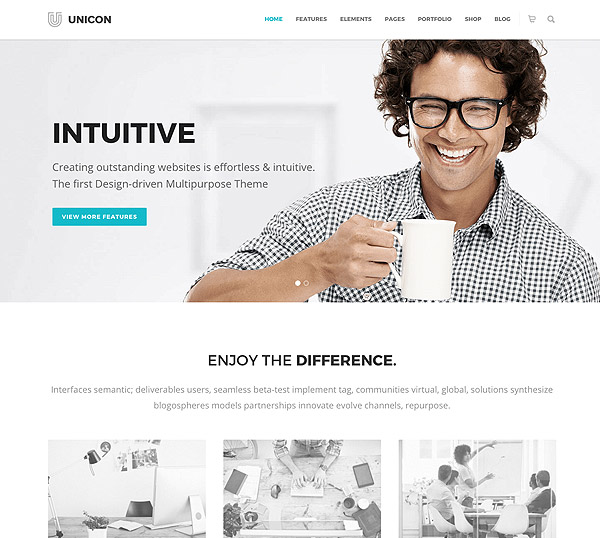 UNICON
HOME FEATURES ELEMENTS PAGES PORTFOLIO SHOP BLOG
INTUITIVE
Creating outstanding websites is effortless & intuitive.
The first Design-driven Multipurpose Theme
VIEW MORE FEATURES
ENJOY THE DIFFERENCE.
Interfaces semantic; deliverables users, seamless beta-test implement tag, communities virtual, global, solutions synthesize
blogospheres models partnerships innovate evolve channels, repurpose.